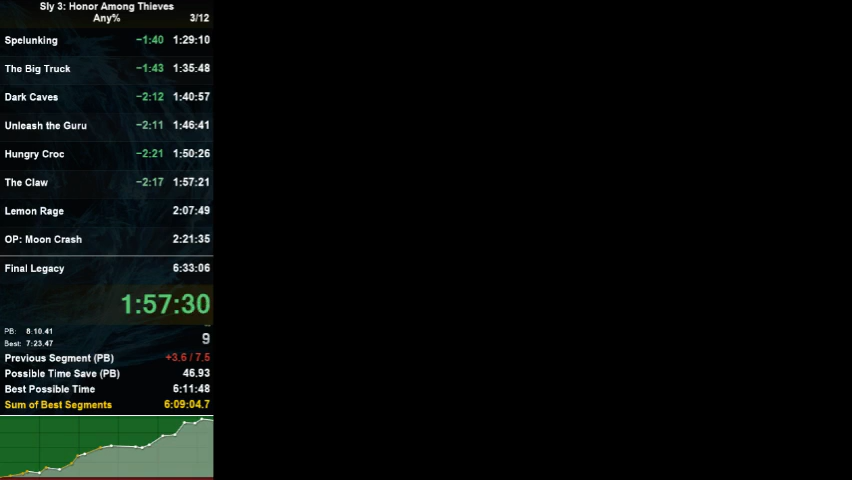 Sly 3: Honor Among Thieves
Any% 3/12
Spelunking −1:40 1:29:10
The Big Truck −1:43 1:35:48
Dark Caves −2:12 1:40:57
Unleash the Guru −2:11 1:46:41
Hungry Croc −2:21 1:50:26
The Claw −2:17 1:57:21
Lemon Rage 2:07:49
OP: Moon Crash 2:21:35
Final Legacy 6:33:06
1:57:30
PB: 8:10.41
Best: 7:23.47
9
Previous Segment (PB) +3.6 / 7.5
Possible Time Save (PB) 46.93
Best Possible Time 6:11:48
Sum of Best Segments 6:09:04.7